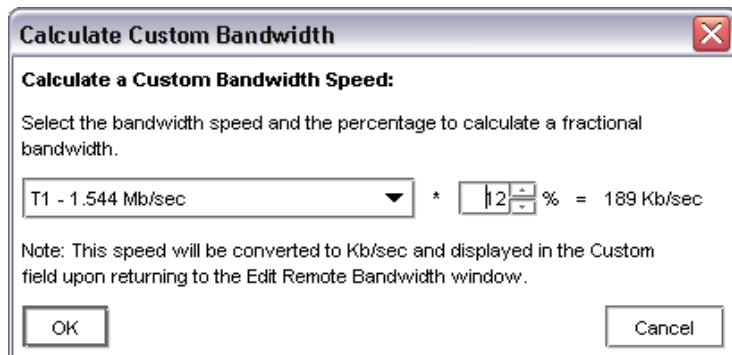 Calculate Custom Bandwidth
Calculate a Custom Bandwidth Speed:
Select the bandwidth speed and the percentage to calculate a fractional
bandwidth.
T1 - 1.544 Mb/sec * 12 % = 189 Kb/sec
Note: This speed will be converted to Kb/sec and displayed in the Custom
field upon returning to the Edit Remote Bandwidth window.
OK Cancel